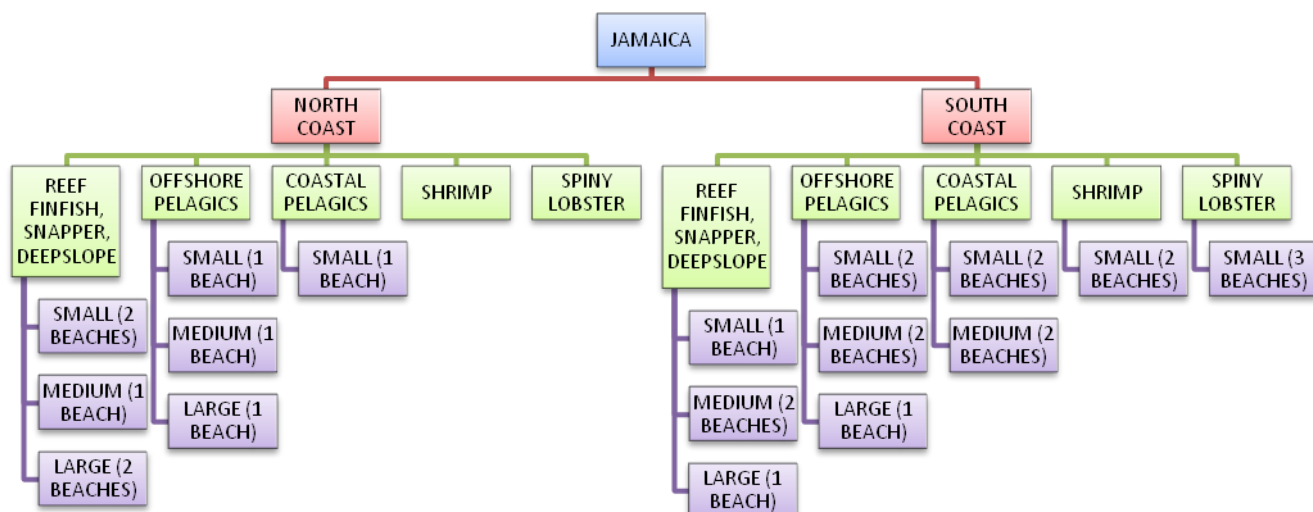 JAMAICA
NORTH
COAST
REEF
FINFISH,
SNAPPER,
DEEPSLOPE
SMALL (2
BEACHES)
MEDIUM (1
BEACH)
LARGE (2
BEACHES)
OFFSHORE
PELAGICS
SMALL (1
BEACH)
MEDIUM (1
BEACH)
LARGE (1
BEACH)
COASTAL
PELAGICS
SMALL (1
BEACH)
SHRIMP
SPINY
LOBSTER
SOUTH
COAST
REEF
FINFISH,
SNAPPER,
DEEPSLOPE
SMALL (1
BEACH)
MEDIUM (2
BEACHES)
LARGE (1
BEACH)
OFFSHORE
PELAGICS
SMALL (2
BEACHES)
MEDIUM (2
BEACHES)
LARGE (1
BEACH)
COASTAL
PELAGICS
SMALL (2
BEACHES)
MEDIUM (2
BEACHES)
SHRIMP
SMALL (2
BEACHES)
SPINY
LOBSTER
SMALL (3
BEACHES)